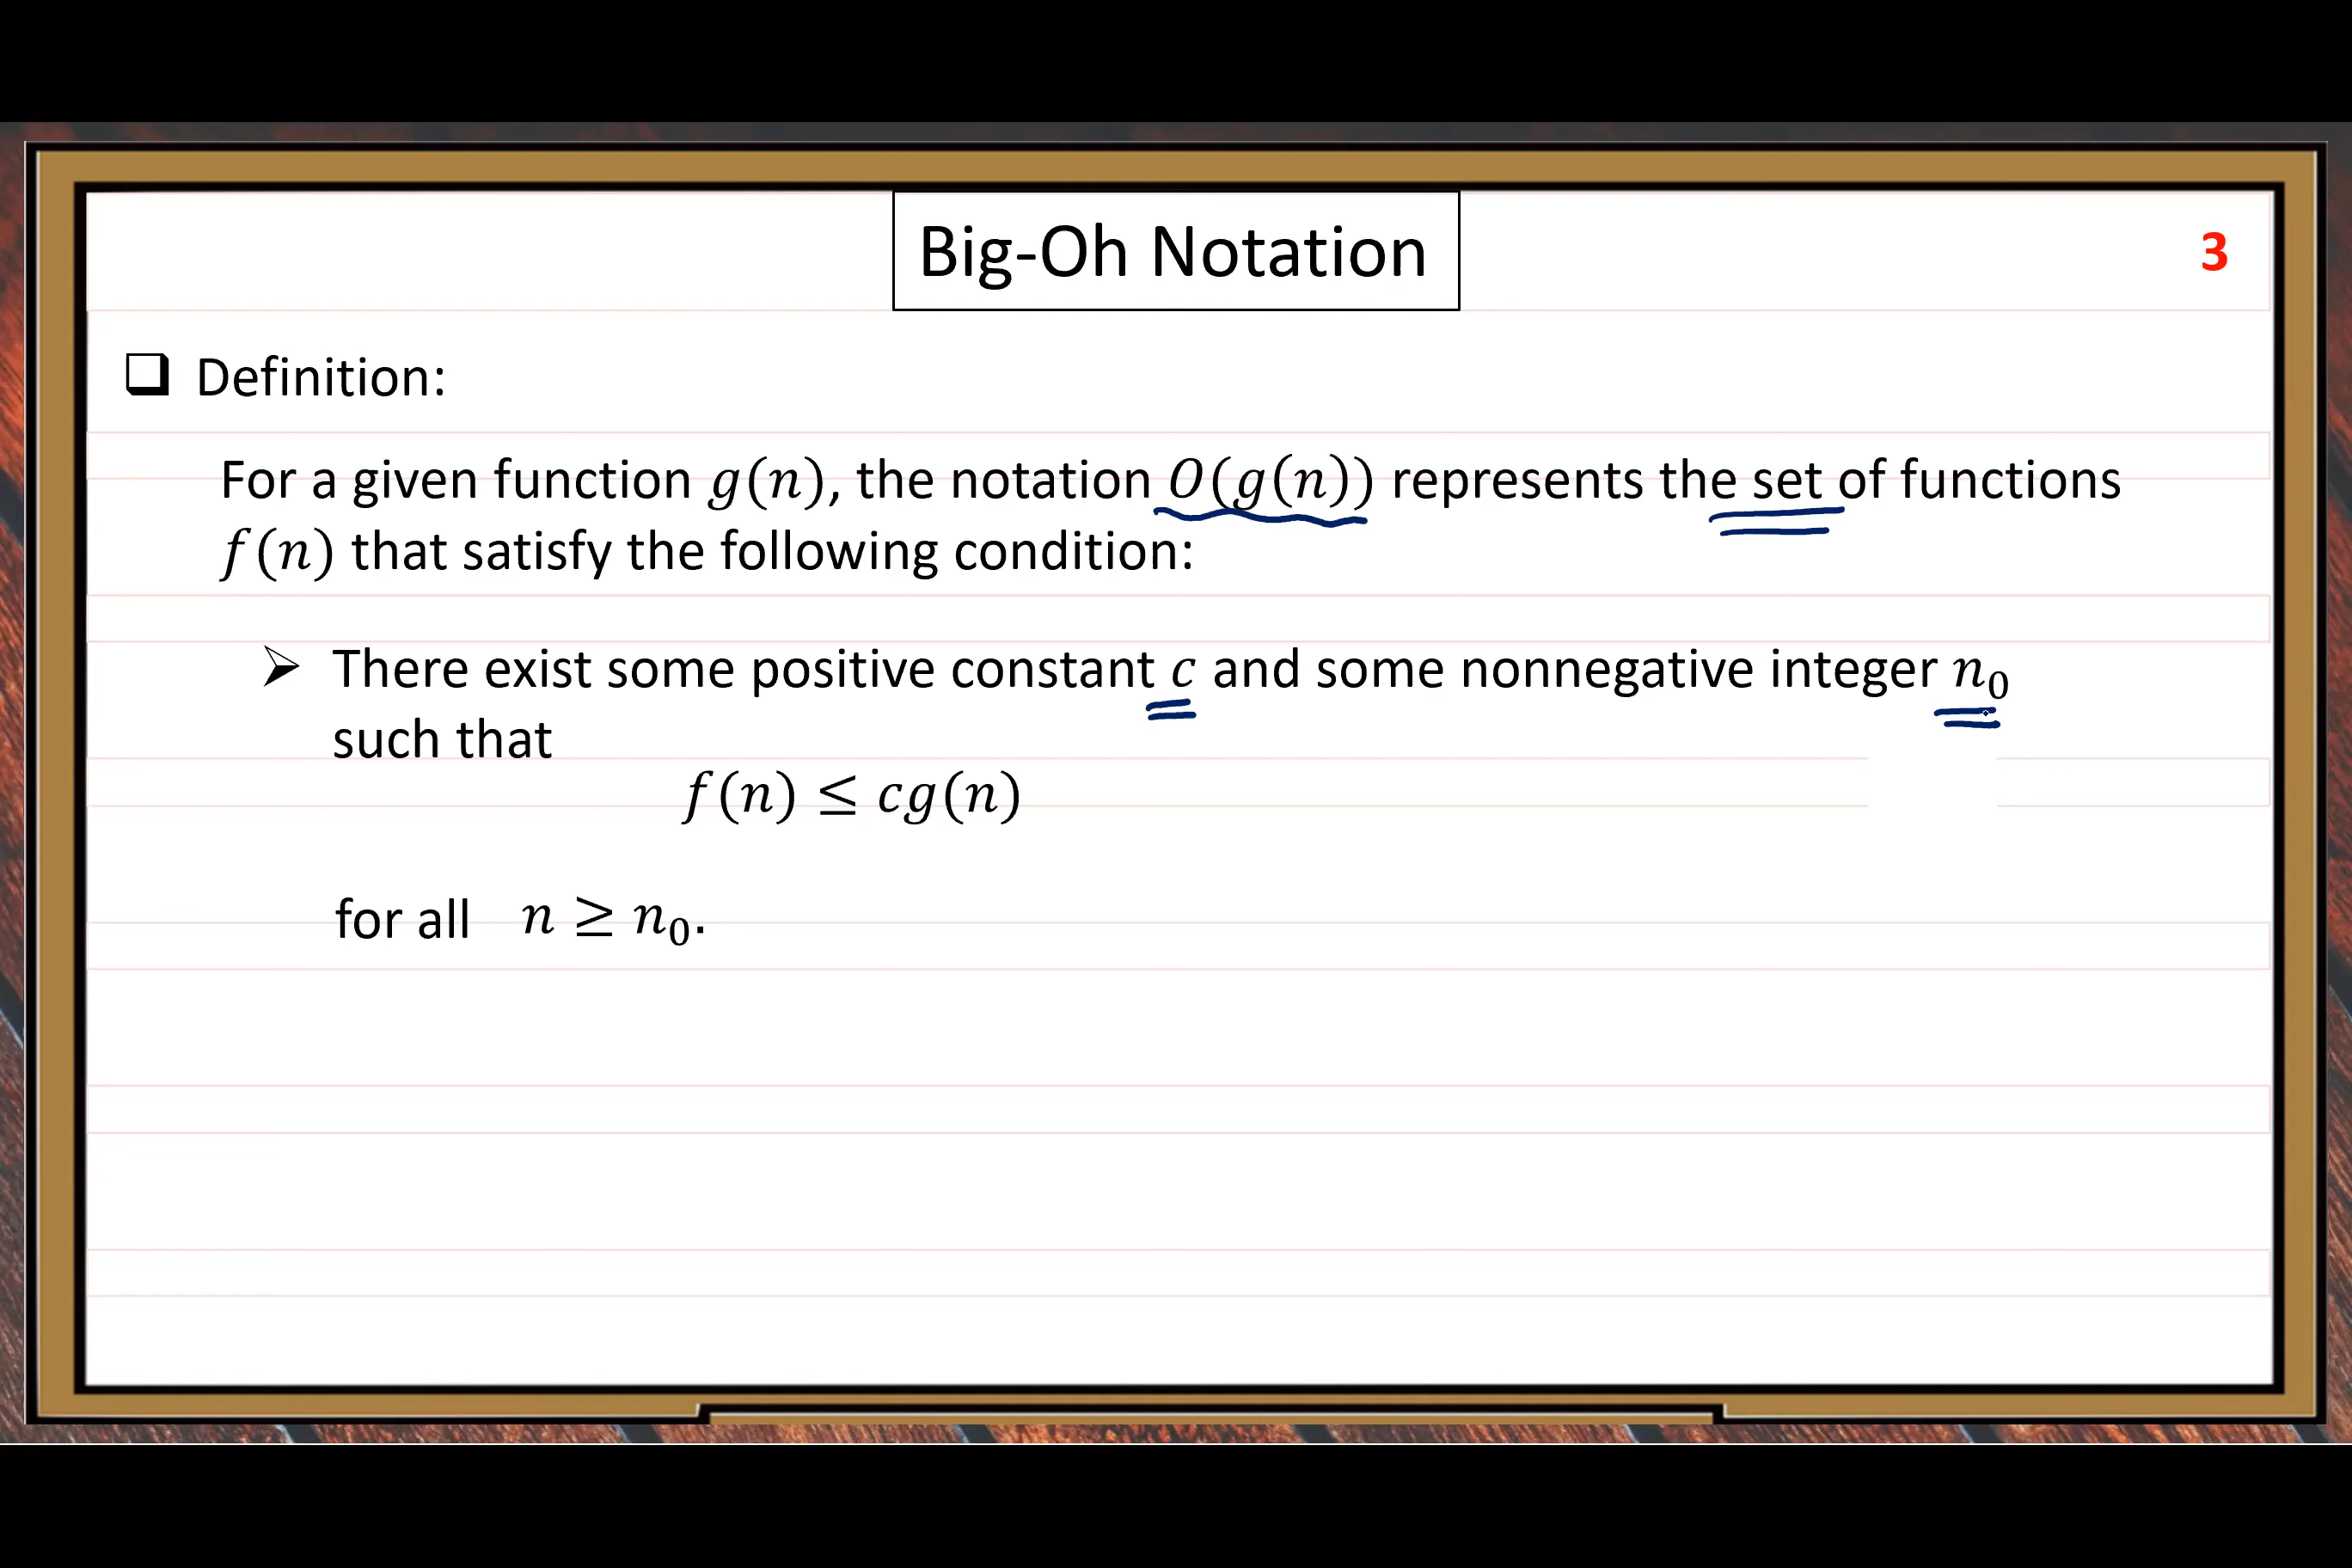 Big-Oh Notation
3
Definition:
For a given function g(n), the notation O(g(n)) represents the set of functions
f(n) that satisfy the following condition:
There exist some positive constant c and some nonnegative integer n₀
such that
f(n) ≤ cg(n)
for all n ≥ n₀.